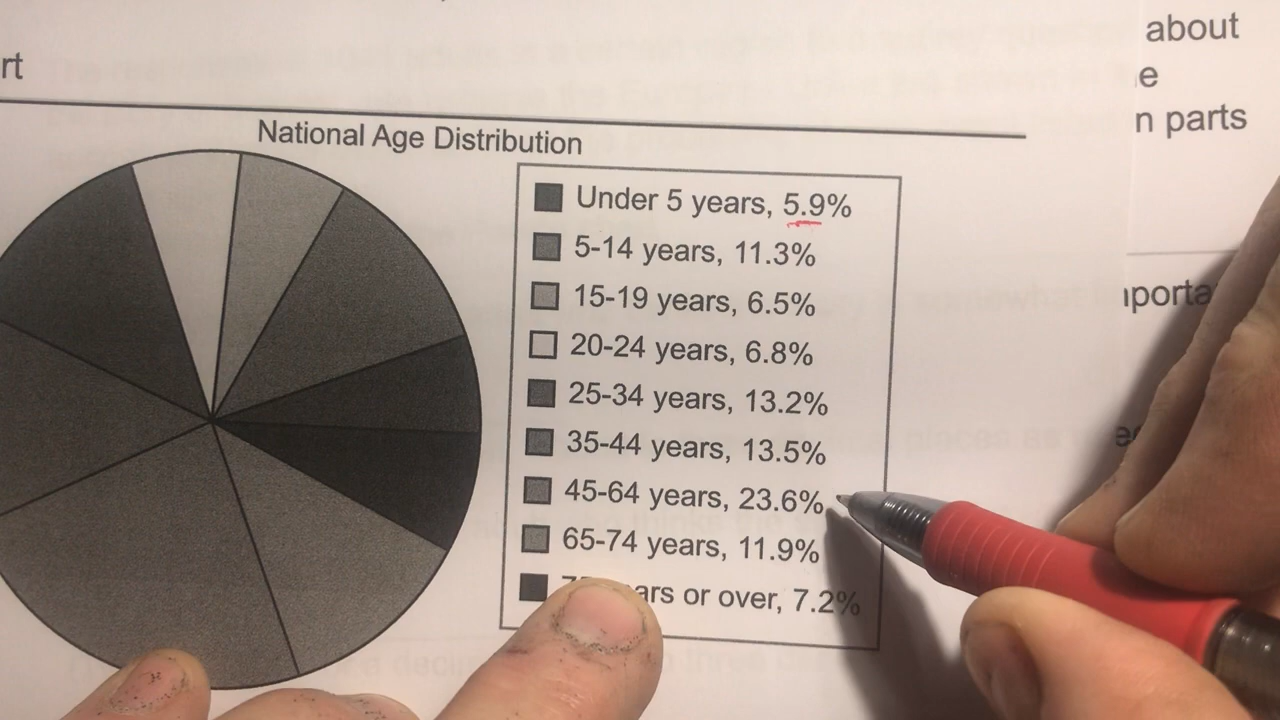 about
rt
e
n parts
National Age Distribution
Under 5 years, 5.9%
5-14 years, 11.3%
15-19 years, 6.5%
20-24 years, 6.8%
25-34 years, 13.2%
35-44 years, 13.5%
45-64 years, 23.6%
65-74 years, 11.9%
ars or over, 7.2%
porta